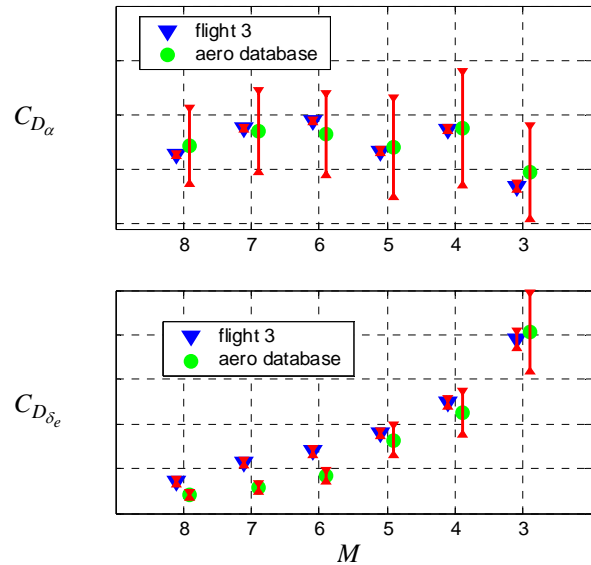 flight 3
aero database
C_{D_α}
8 7 6 5 4 3
flight 3
aero database
C_{D_{δ_e}}
8 7 6 5 4 3
M